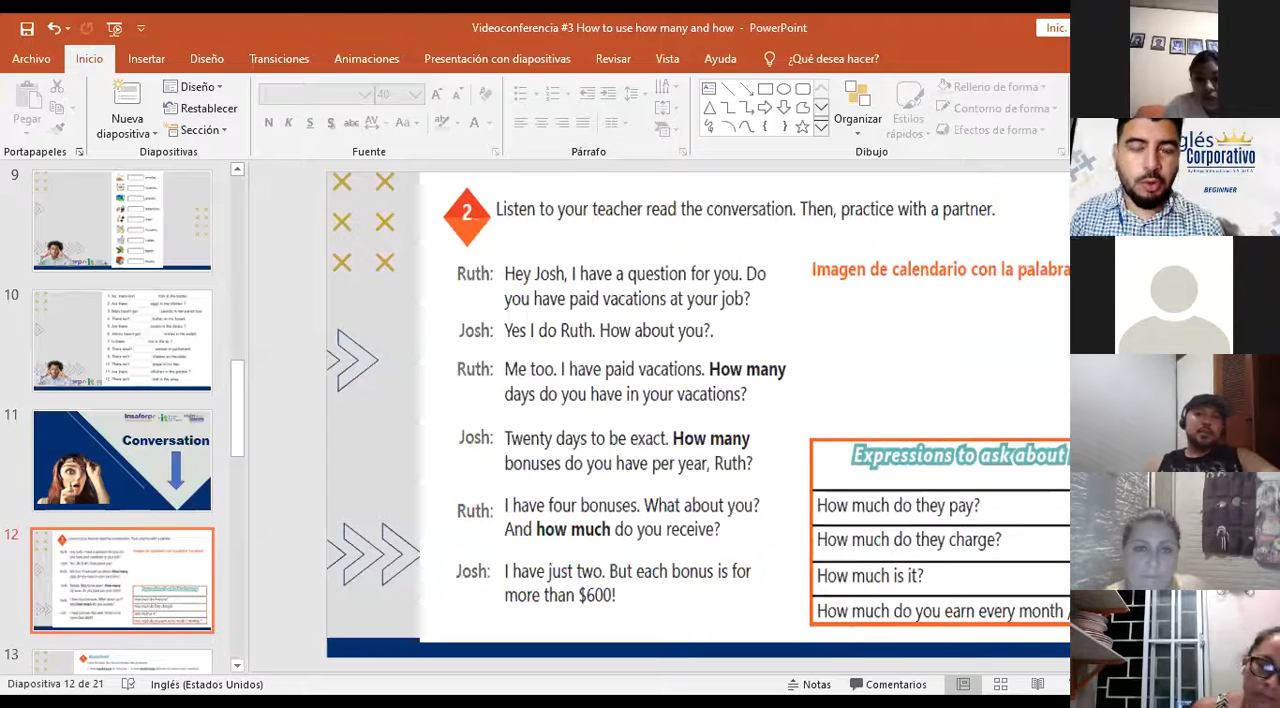 Videoconferencia #3 How to use how many and how - PowerPoint
Inic.
Archivo
Inicio
Insertar
Diseño
Transiciones
Animaciones
Presentación con diapositivas
Revisar
Vista
Ayuda
¿Qué desea hacer?
Pegar
Nueva
diapositiva
Diseño
Restablecer
Sección
40
N K S S abc AV Aa A
Organizar
Estilos
rápidos
Relleno de forma
Contorno de forma
Efectos de forma
Portapapeles
Diapositivas
Fuente
Párrafo
Dibujo
9
10
11
Conversation
12
13
2
Listen to your teacher read the conversation. Then, practice with a partner.
Ruth: Hey Josh, I have a question for you. Do
you have paid vacations at your job?
Josh: Yes I do Ruth. How about you?.
Ruth: Me too. I have paid vacations. How many
days do you have in your vacations?
Josh: Twenty days to be exact. How many
bonuses do you have per year, Ruth?
Ruth: I have four bonuses. What about you?
And how much do you receive?
Josh: I have just two. But each bonus is for
more than $600!
Imagen de calendario con la palabra
Expressions to ask about
How much do they pay?
How much do they charge?
How much is it?
How much do you earn every month /
Diapositiva 12 de 21
Inglés (Estados Unidos)
Notas
Comentarios
glés
Corporativo
BEGINNER